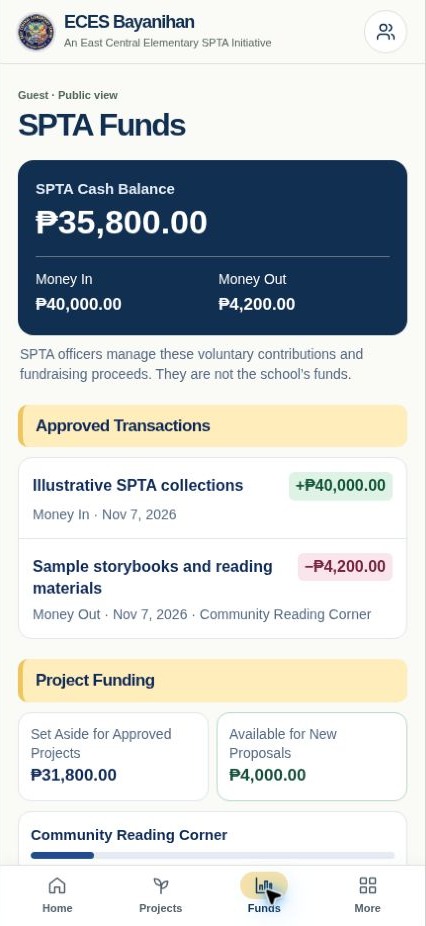 ECES Bayanihan
An East Central Elementary SPTA Initiative
Guest · Public view
SPTA Funds
SPTA Cash Balance
₱35,800.00
Money In
Money Out
₱40,000.00
₱4,200.00
SPTA officers manage these voluntary contributions and
fundraising proceeds. They are not the school's funds.
Approved Transactions
Illustrative SPTA collections
+₱40,000.00
Money In · Nov 7, 2026
Sample storybooks and reading
materials
−₱4,200.00
Money Out · Nov 7, 2026 · Community Reading Corner
Project Funding
Set Aside for Approved
Projects
₱31,800.00
Available for New
Proposals
₱4,000.00
Community Reading Corner
Home
Projects
Funds
More